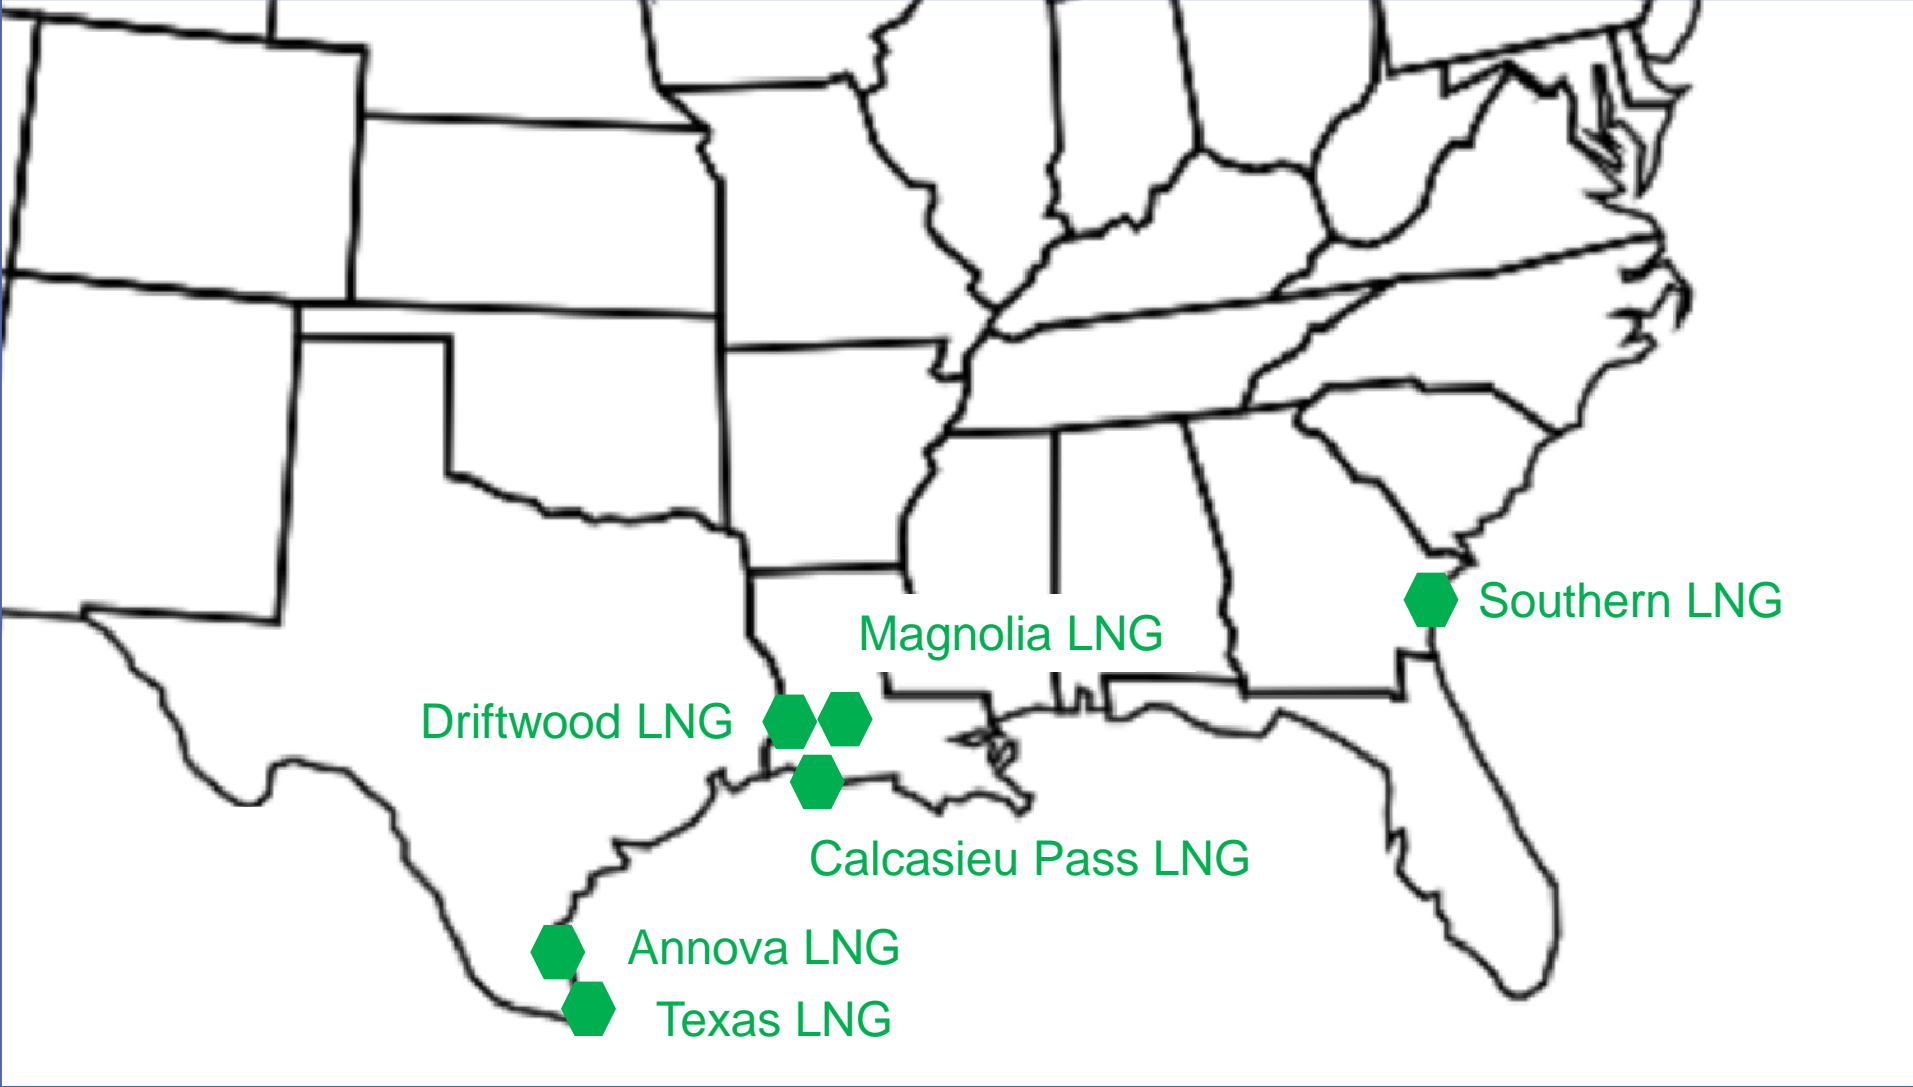 Southern LNG
Magnolia LNG
Driftwood LNG
Calcasieu Pass LNG
Annova LNG
Texas LNG